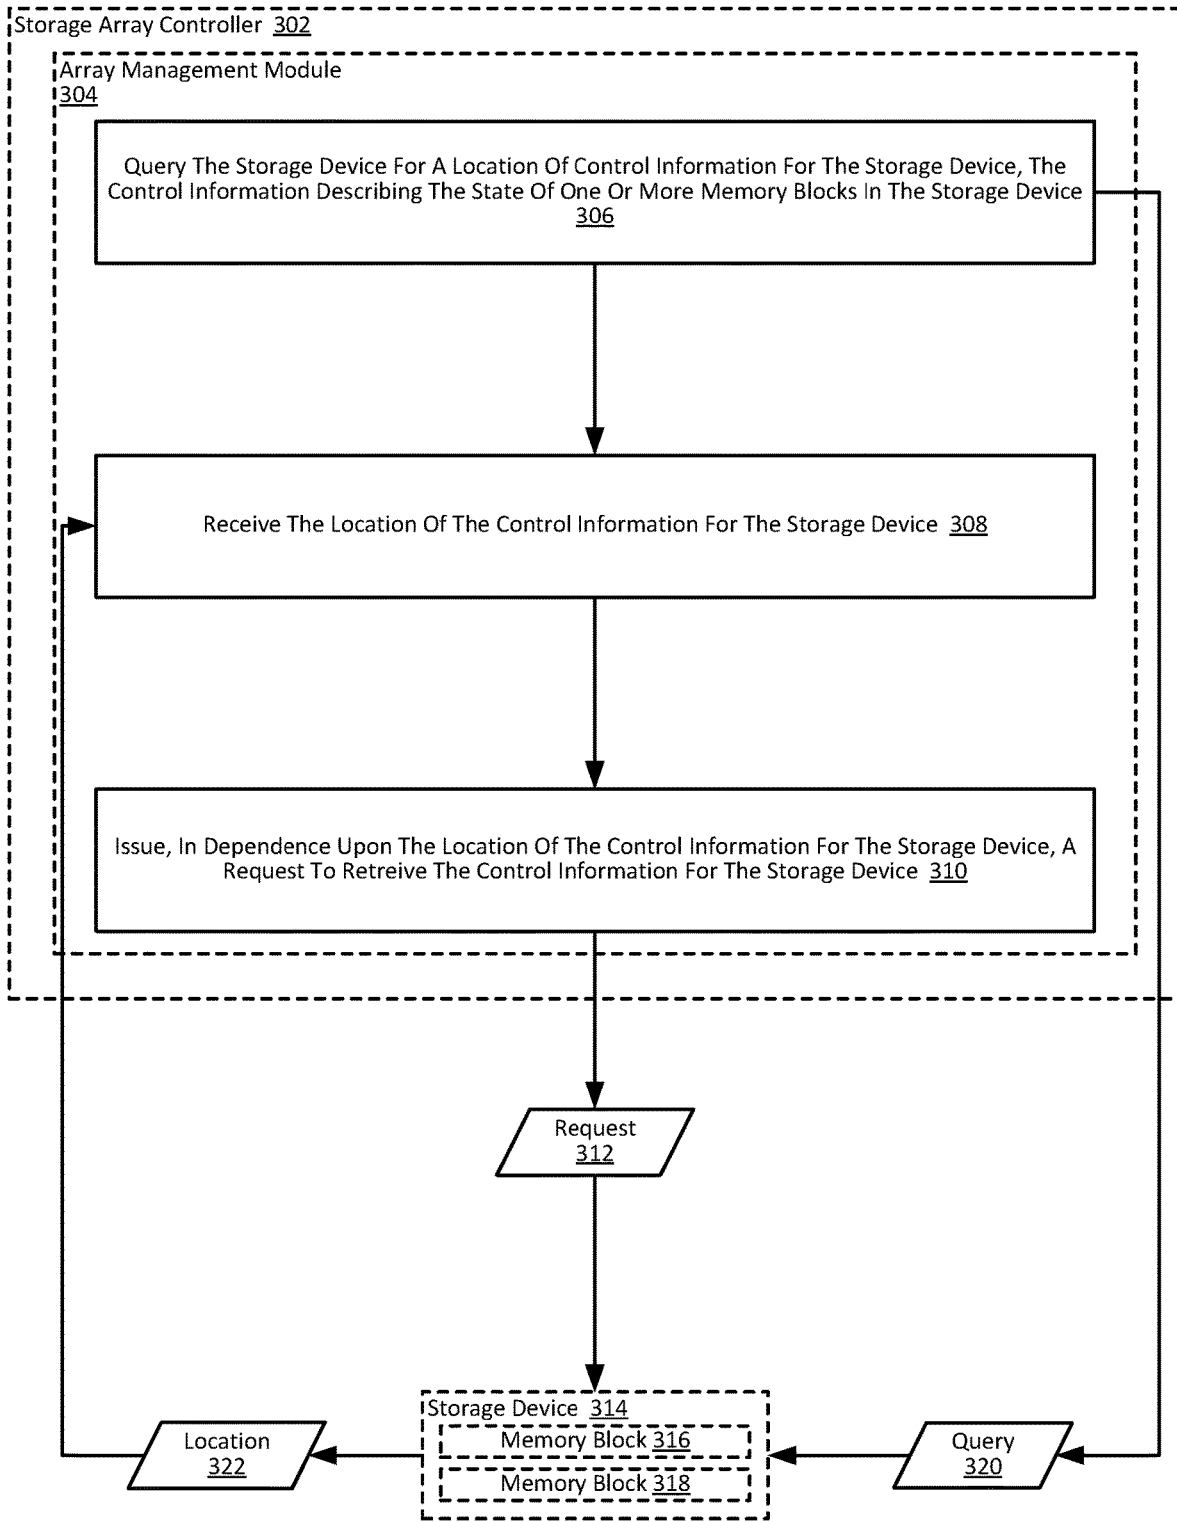 Storage Array Controller 302
Array Management Module
304
Query The Storage Device For A Location Of Control Information For The Storage Device, The
Control Information Describing The State Of One Or More Memory Blocks In The Storage Device
306
Receive The Location Of The Control Information For The Storage Device 308
Issue, In Dependence Upon The Location Of The Control Information For The Storage Device, A
Request To Retreive The Control Information For The Storage Device 310
Request
312
Storage Device 314
Memory Block 316
Memory Block 318
Location
322
Query
320